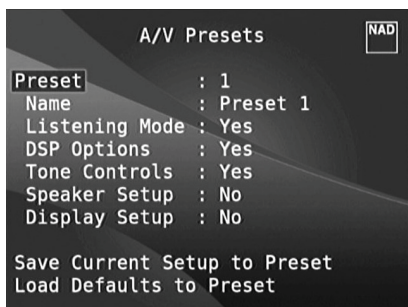 A/V Presets
NAD
Preset : 1
Name : Preset 1
Listening Mode : Yes
DSP Options : Yes
Tone Controls : Yes
Speaker Setup : No
Display Setup : No
Save Current Setup to Preset
Load Defaults to Preset